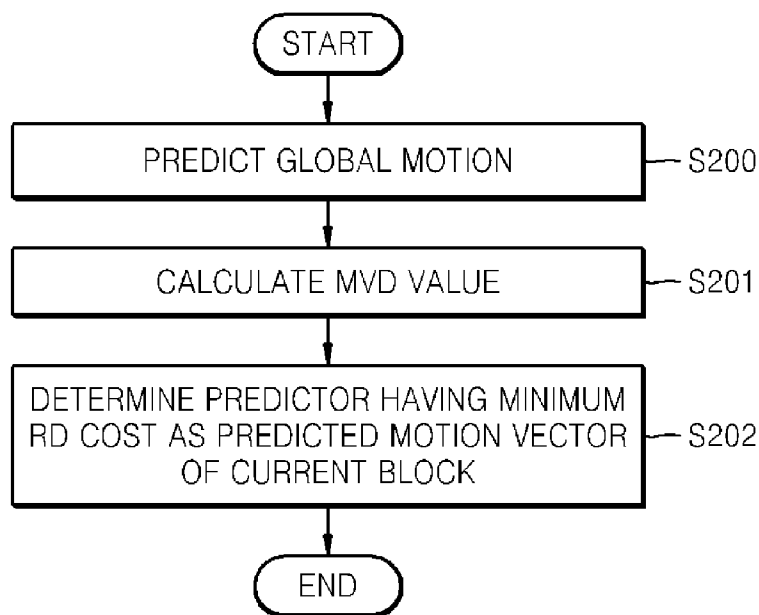 START
PREDICT GLOBAL MOTION
S200
CALCULATE MVD VALUE
S201
DETERMINE PREDICTOR HAVING MINIMUM
RD COST AS PREDICTED MOTION VECTOR
OF CURRENT BLOCK
S202
END